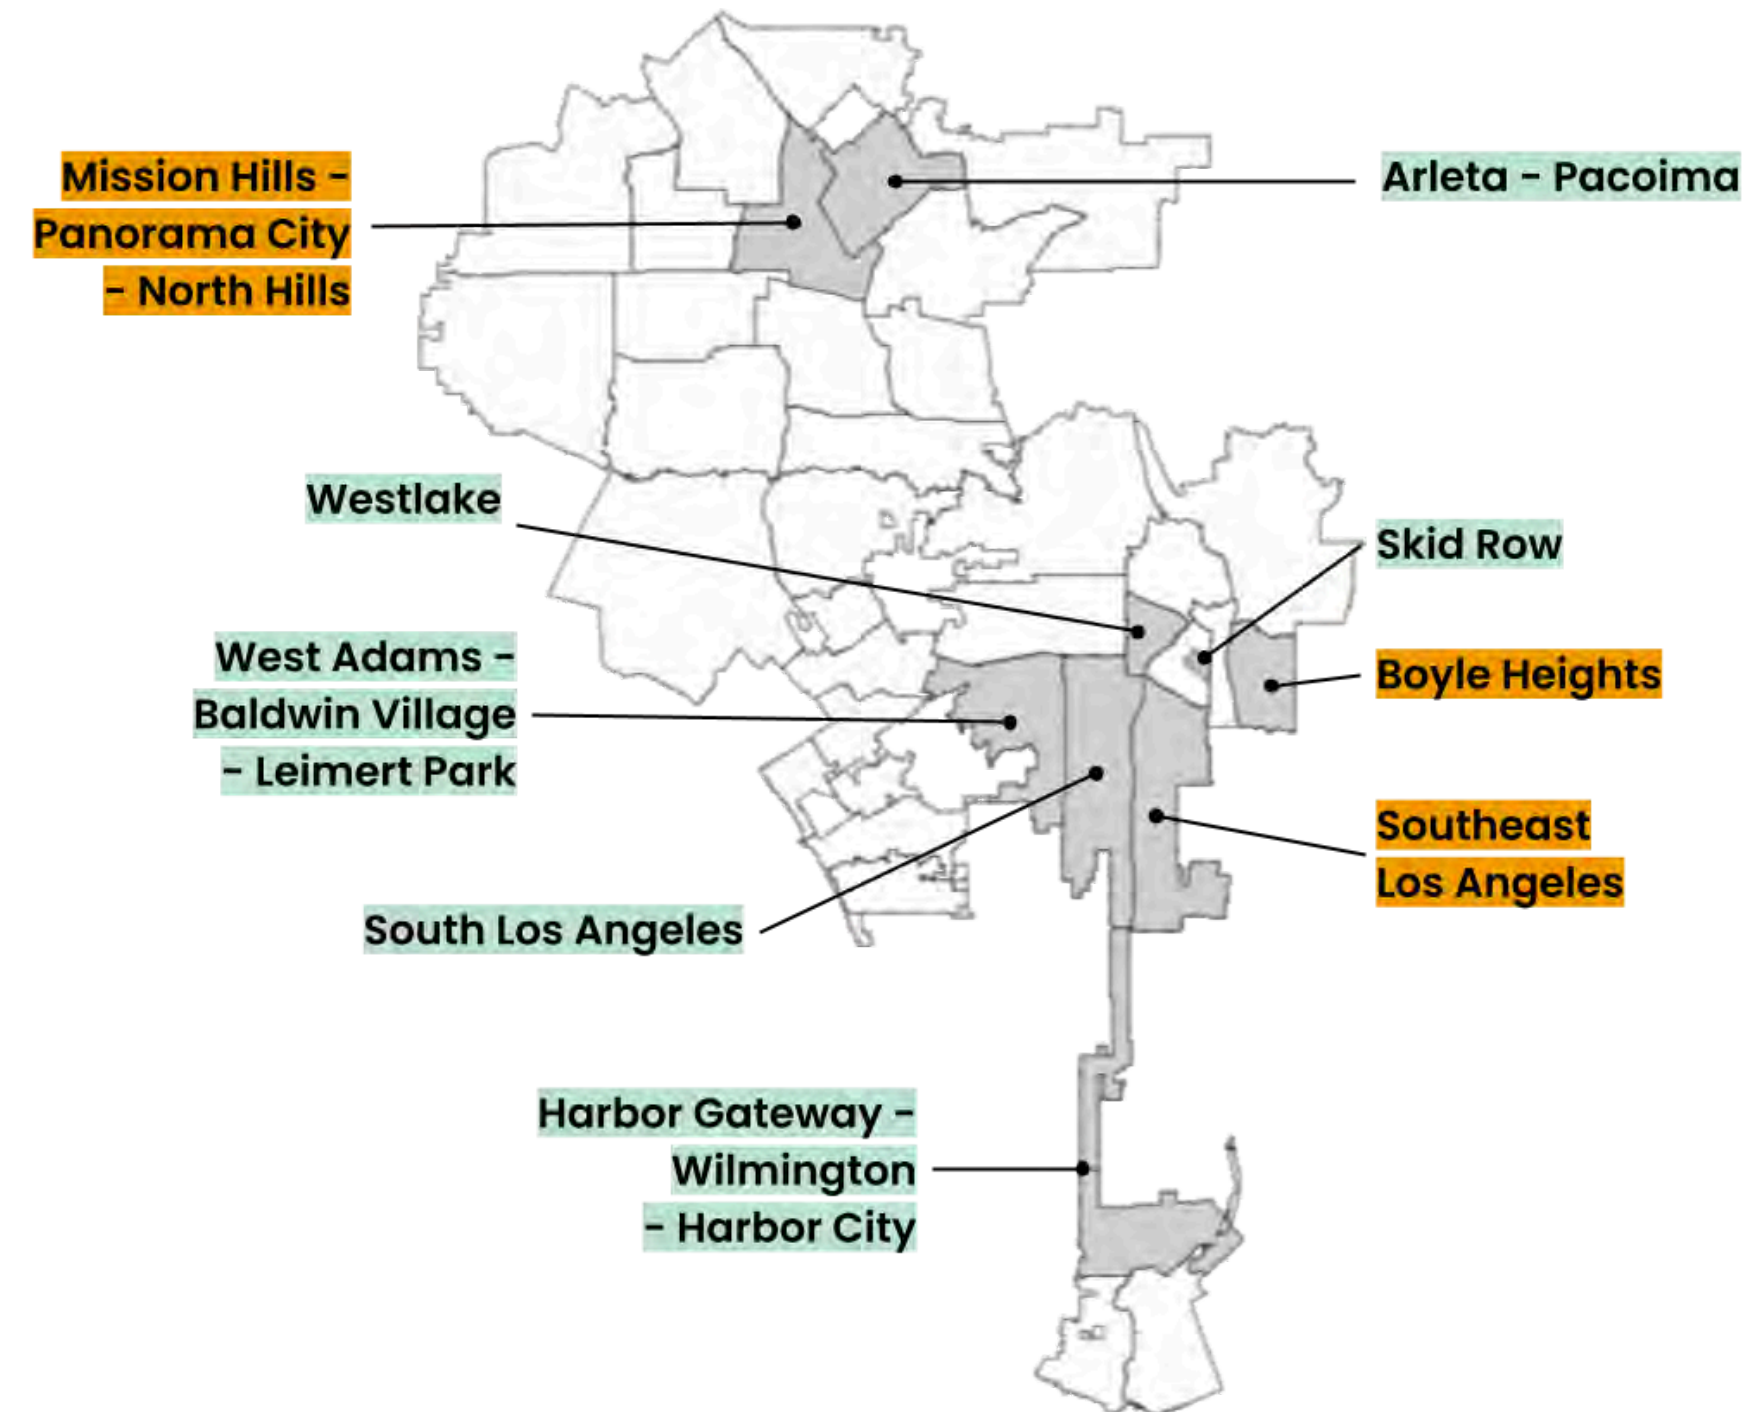 Mission Hills -
Panorama City
- North Hills
Arleta - Pacoima
Westlake
Skid Row
West Adams -
Baldwin Village
- Leimert Park
Boyle Heights
Southeast
Los Angeles
South Los Angeles
Harbor Gateway -
Wilmington
- Harbor City